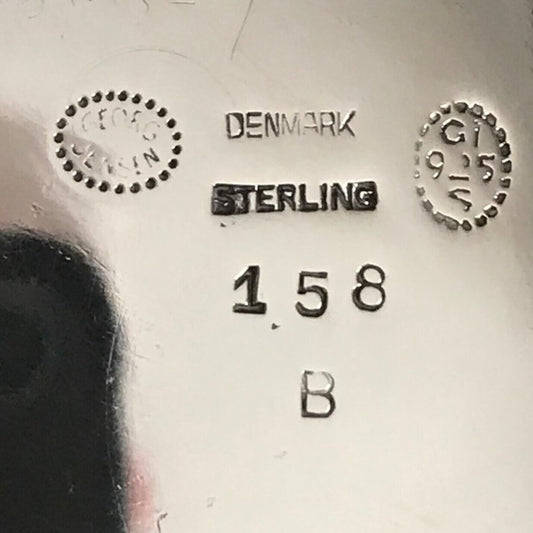 GEORG
JENSEN
DENMARK
STERLING
GI
925
S
158
B